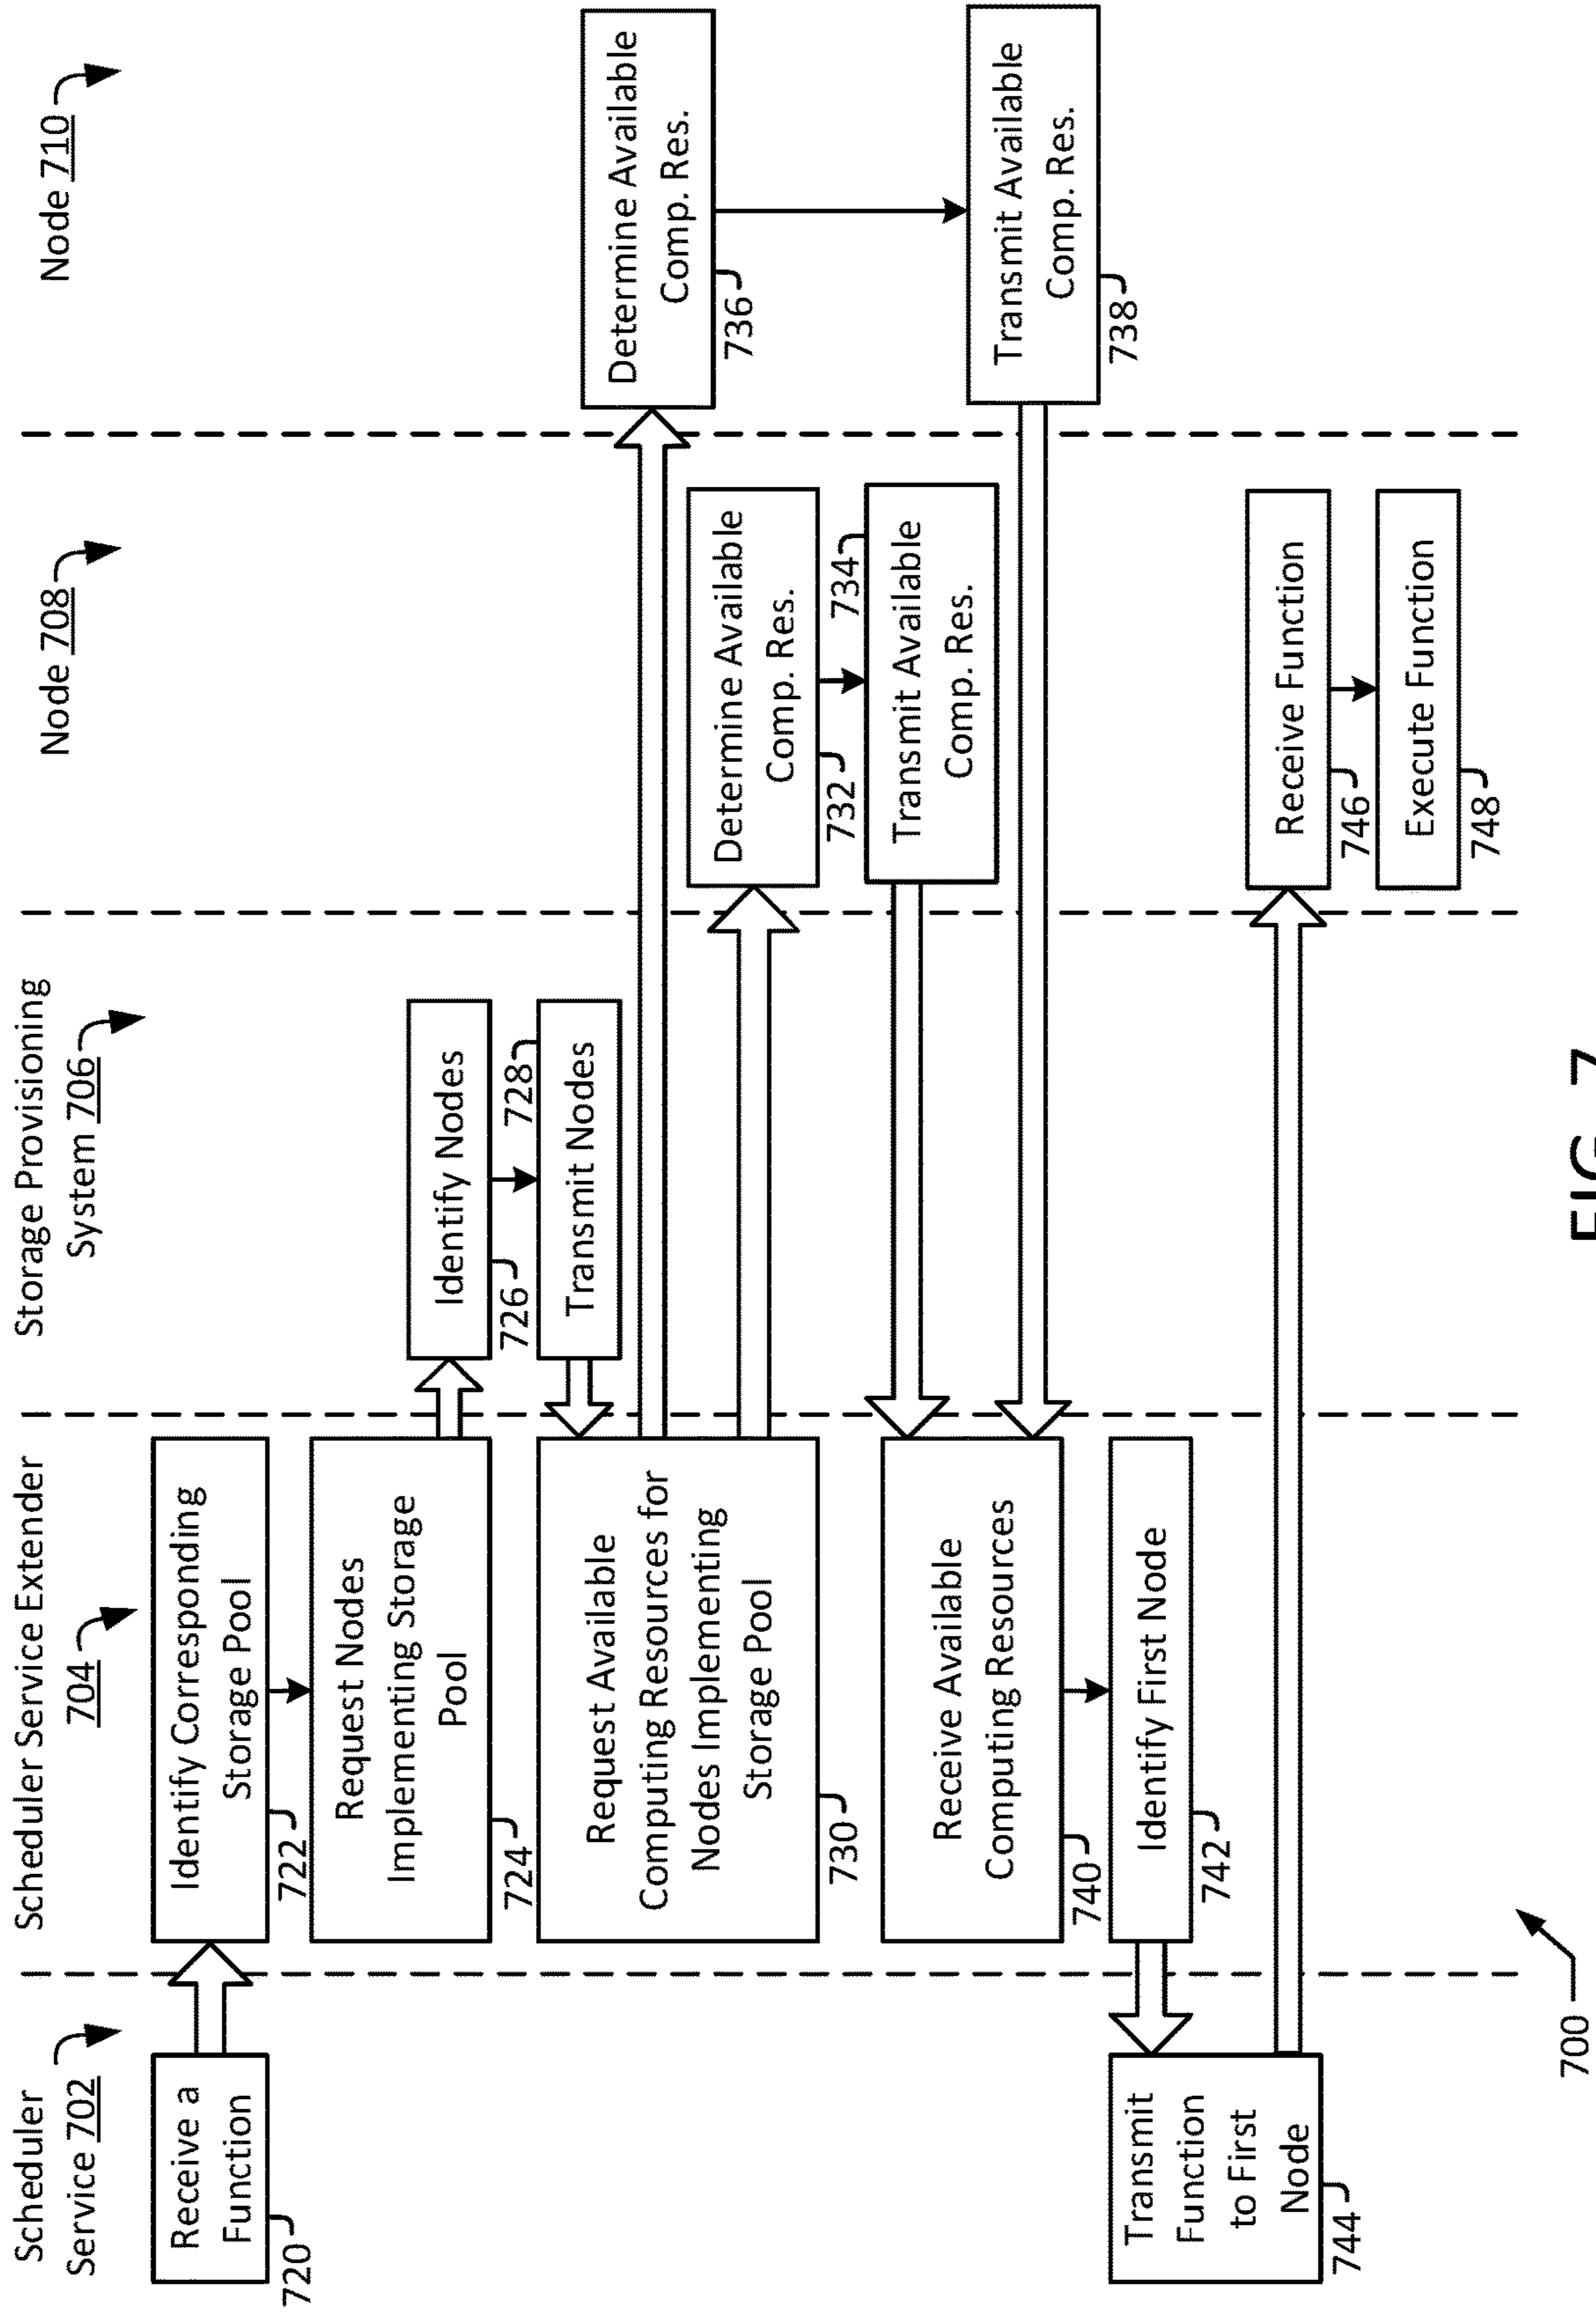 Scheduler
Service 702
Scheduler Service Extender
704
Storage Provisioning
System 706
Node 708
Node 710
Receive a
Function
720
Identify Corresponding
Storage Pool
722
Request Nodes
Implementing Storage
Pool
724
Identify Nodes
726
728
Transmit Nodes
Request Available
Computing Resources for
Nodes Implementing
Storage Pool
730
Determine Available
Comp. Res.
736
Determine Available
Comp. Res.
732
734
Transmit Available
Comp. Res.
Transmit Available
Comp. Res.
738
Receive Available
Computing Resources
740
Identify First Node
742
Transmit
Function
to First
Node
744
Receive Function
746
Execute Function
748
700
FIG. 7